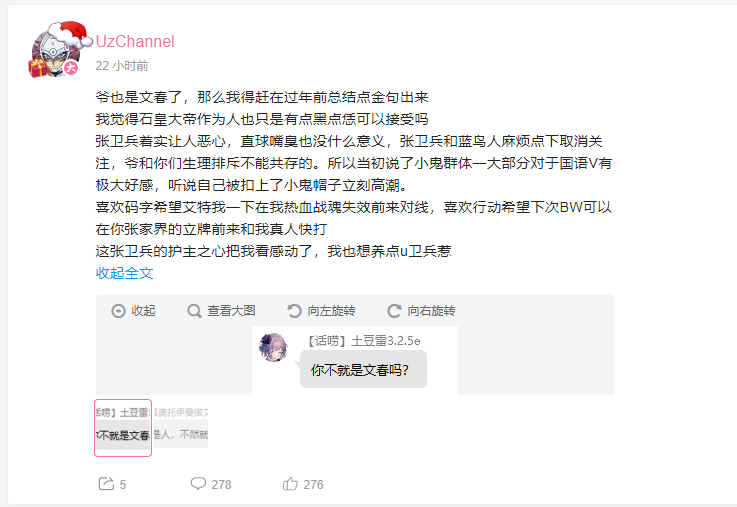 UzChannel
22 小时前
爷也是文春了，那么我得赶在过年前总结点金句出来
我觉得石皇大帝作为人也只是有点黑点恁可以接受吗
张卫兵着实让人恶心，直球嘴臭也没什么意义，张卫兵和蓝鸟人麻烦点下取消关
注，爷和你们生理排斥不能共存的。所以当初说了小鬼群体一大部分对于国语V有
极大好感，听说自己被扣上了小鬼帽子立刻高潮。
喜欢码字希望艾特我一下在我热血战魂失效前来对线，喜欢行动希望下次BW可以
在你张家界的立牌前来和我真人快打
这张卫兵的护主之心把我看感动了，我也想养点u卫兵惹
收起全文
收起 查看大图 向左旋转 向右旋转
【话唠】土豆雷3.2.5e
你不就是文春吗?
话唠】土豆雷3.
不就是文春
奥托伊曼诺
是人，不然就
5 278 276